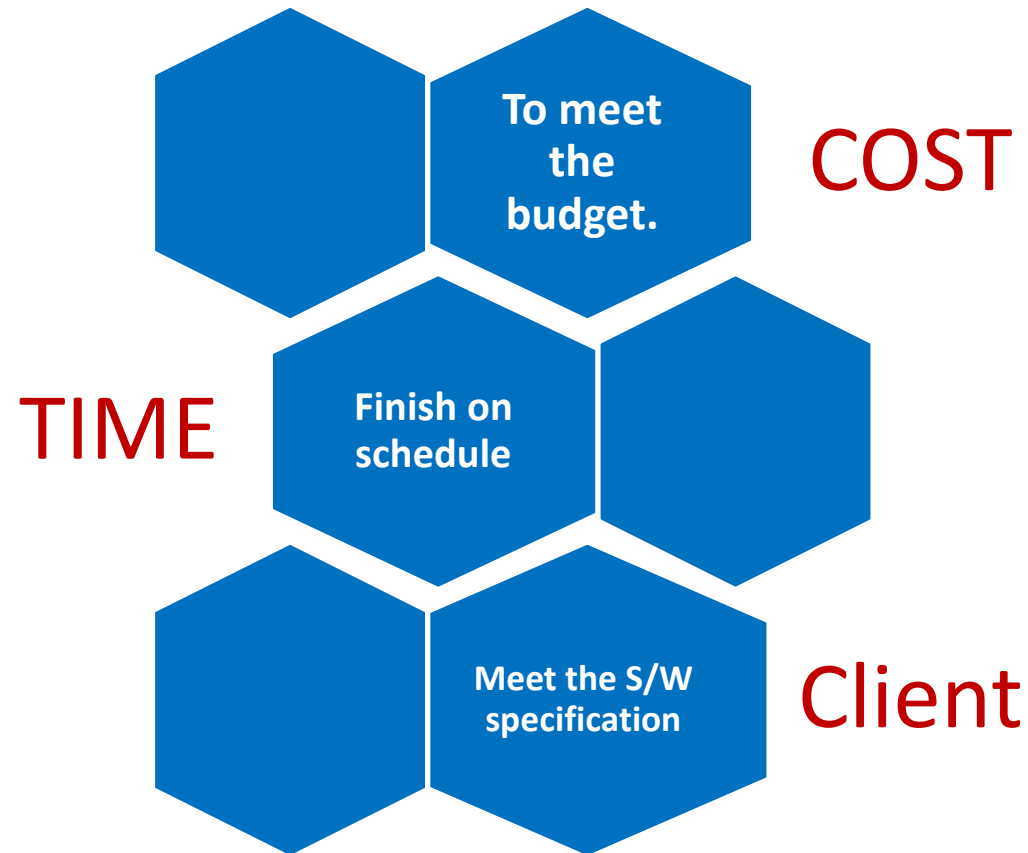 To meet
the
budget.
COST
TIME
Finish on
schedule
Meet the S/W
specification
Client